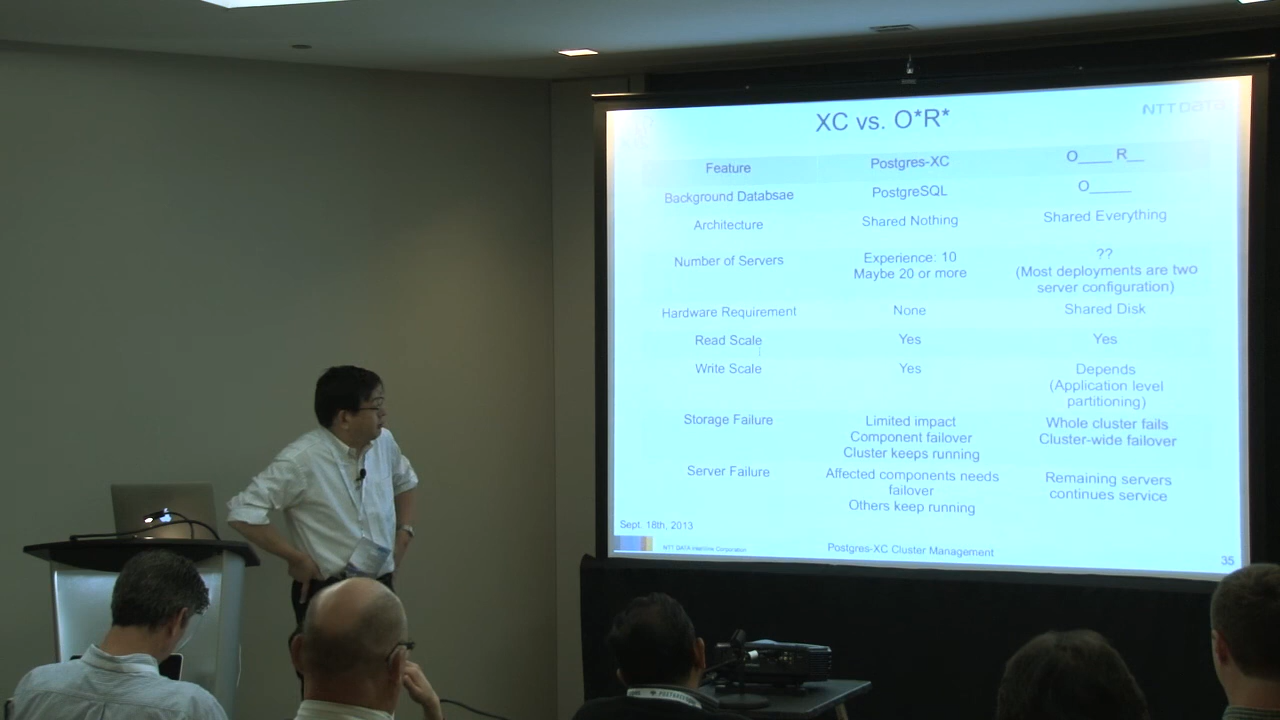 XC vs. O*R*
NTT DATA
Feature
Postgres-XC
O____ R__
Background Databsae
PostgreSQL
O_____
Architecture
Shared Nothing
Shared Everything
Number of Servers
Experience: 10
Maybe 20 or more
??
(Most deployments are two
server configuration)
Hardware Requirement
None
Shared Disk
Read Scale
Yes
Yes
Write Scale
Yes
Depends
(Application level
partitioning)
Storage Failure
Limited impact
Component failover
Cluster keeps running
Whole cluster fails
Cluster-wide failover
Server Failure
Affected components needs
failover
Others keep running
Remaining servers
continues service
Sept. 18th, 2013
NTT DATA Intellilink Corporation
Postgres-XC Cluster Management
35